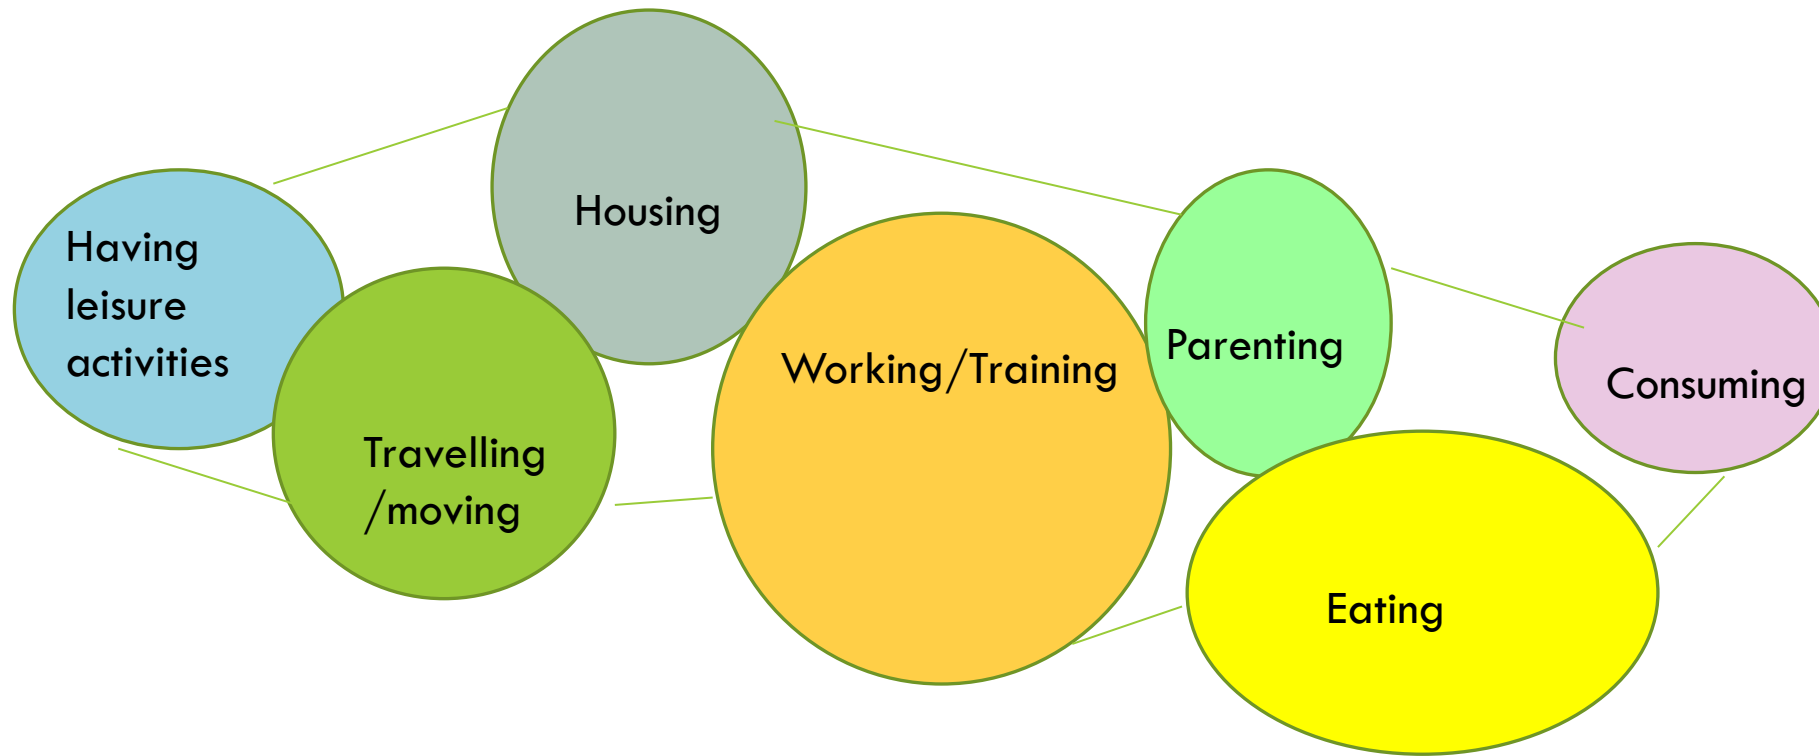 Having
leisure
activities
Housing
Travelling
/moving
Working/Training
Parenting
Consuming
Eating